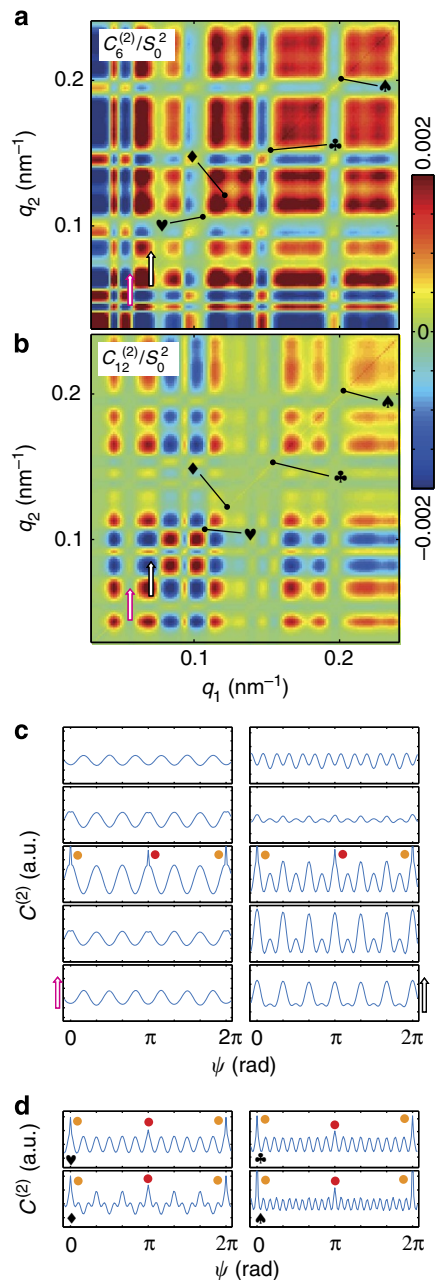 a
C₆⁽²⁾/S₀²
0.2
0.1
q₂ (nm⁻¹)
♠
♣
♦
♥
0.002
0
−0.002
b
C₁₂⁽²⁾/S₀²
0.2
0.1
q₂ (nm⁻¹)
♠
♦
♣
♥
0.1
0.2
q₁ (nm⁻¹)
c
C⁽²⁾ (a.u.)
0
π
2π
0
π
2π
ψ (rad)
ψ (rad)
d
C⁽²⁾ (a.u.)
♥
♣
♦
♠
0
π
2π
0
π
2π
ψ (rad)
ψ (rad)